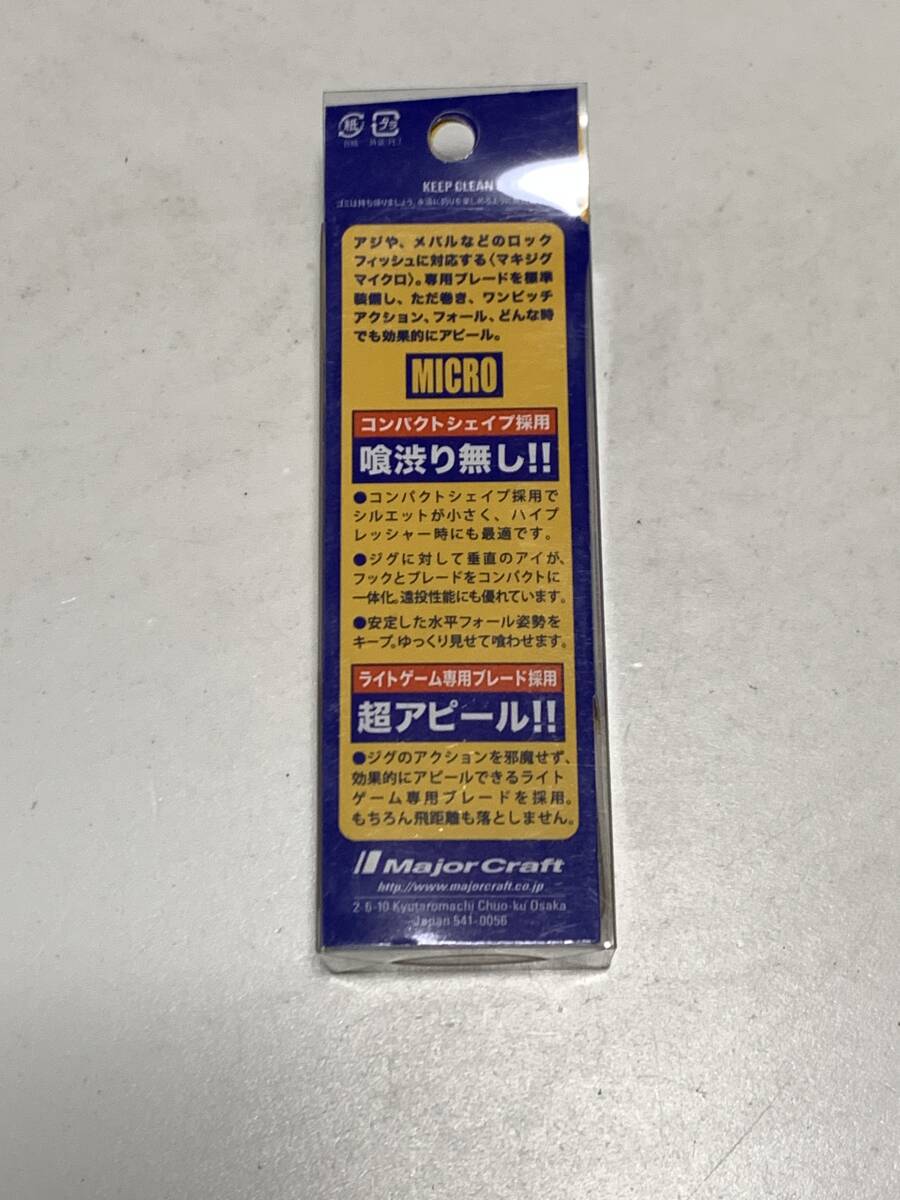 紙
プラ
台紙
KEEP CLEAN
ゴミは持ち帰りましょう。
アジや、メバルなどのロック
フィッシュに対応する〈マキジグ
マイクロ〉。専用ブレードを標準
装備し、ただ巻き、ワンピッチ
アクション、フォール、どんな時
でも効果的にアピール。
MICRO
コンパクトシェイプ採用
喰渋り無し!!
●コンパクトシェイプ採用で
シルエットが小さく、ハイプ
レッシャー時にも最適です。
●ジグに対して垂直のアイが、
フックとブレードをコンパクトに
一体化。遠投性能にも優れています。
●安定した水平フォール姿勢を
キープ。ゆっくり見せて喰わせます。
ライトゲーム専用ブレード採用
超アピール!!
●ジグのアクションを邪魔せず、
効果的にアピールできるライト
ゲーム専用ブレードを採用。
もちろん飛距離も落としません。
Major Craft
http://www.majorcraft.co.jp
2-6-10 Kyutaromachi Chuo-ku Osaka
Japan 541-0056